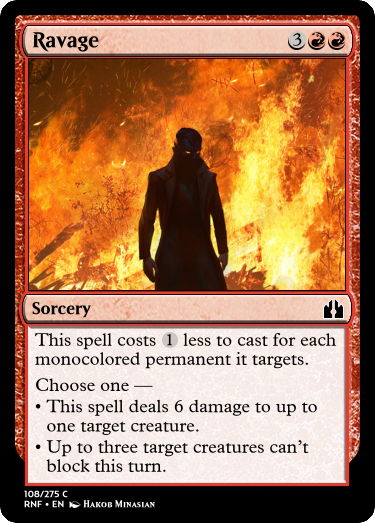 Ravage 3
Sorcery
This spell costs 1 less to cast for each
monocolored permanent it targets.
Choose one —
• This spell deals 6 damage to up to
one target creature.
• Up to three target creatures can't
block this turn.
108/275 C
RNF • EN Hakob Minasian